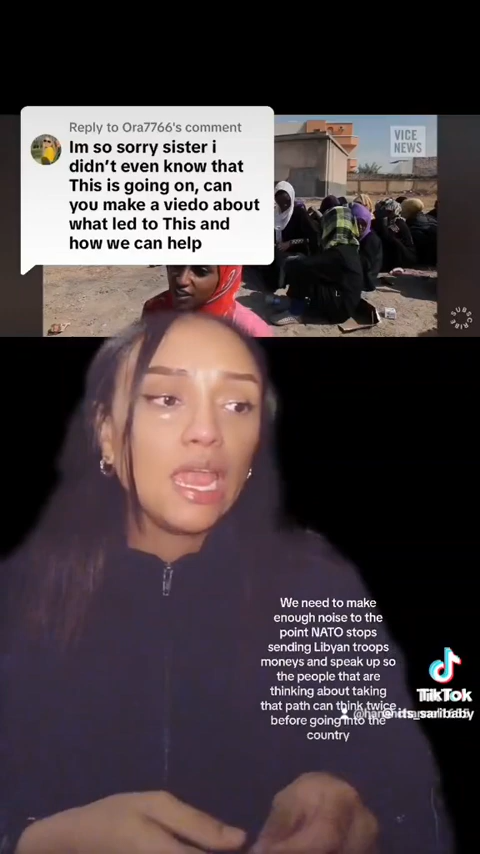 Reply to Ora7766's comment
Im so sorry sister i
didn't even know that
This is going on, can
you make a viedo about
what led to This and
how we can help
VICE
NEWS
SUBSCRIBE
We need to make
enough noise to the
point NATO stops
sending Libyan troops
moneys and speak up so
the people that are
thinking about taking
that path can think twice
before going into the
country
TikTok
its_saribaby